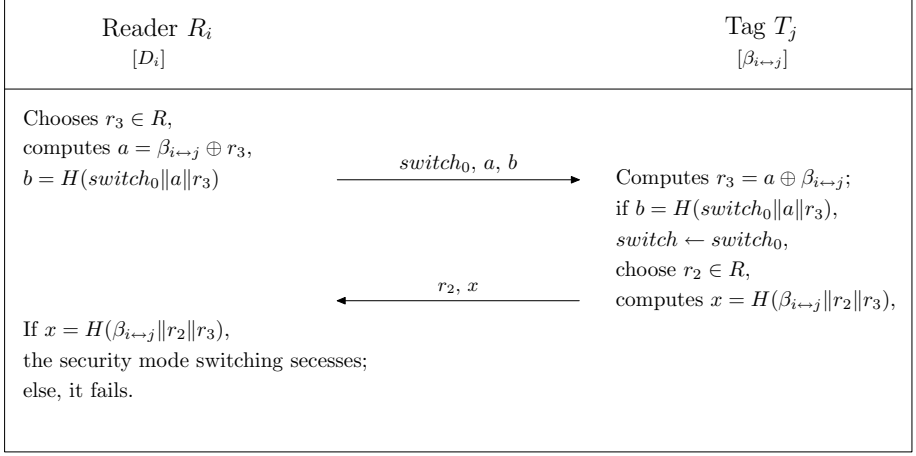 Reader R_i
[D_i]
Tag T_j
[β_{i↔j}]
Chooses r_3 ∈ R,
computes a = β_{i↔j} ⊕ r_3,
b = H(switch_0‖a‖r_3)
switch_0, a, b
Computes r_3 = a ⊕ β_{i↔j};
if b = H(switch_0‖a‖r_3),
switch ← switch_0,
choose r_2 ∈ R,
computes x = H(β_{i↔j}‖r_2‖r_3),
r_2, x
If x = H(β_{i↔j}‖r_2‖r_3),
the security mode switching secesses;
else, it fails.